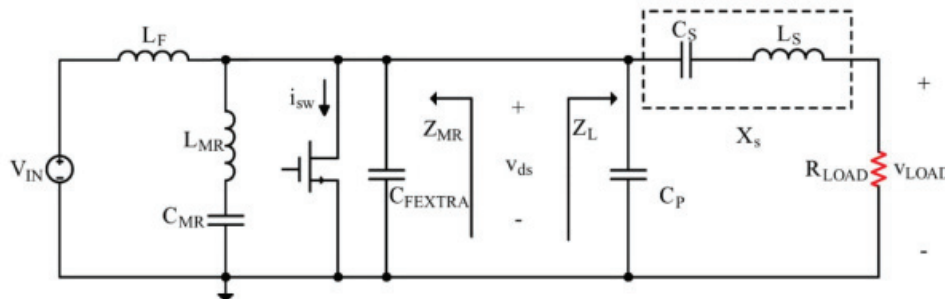 L_F
C_S
L_S
i_sw
L_MR
Z_MR
+
Z_L
X_s
+
V_IN
v_ds
R_LOAD
v_LOAD
C_MR
C_FEXTRA
C_P
-
-